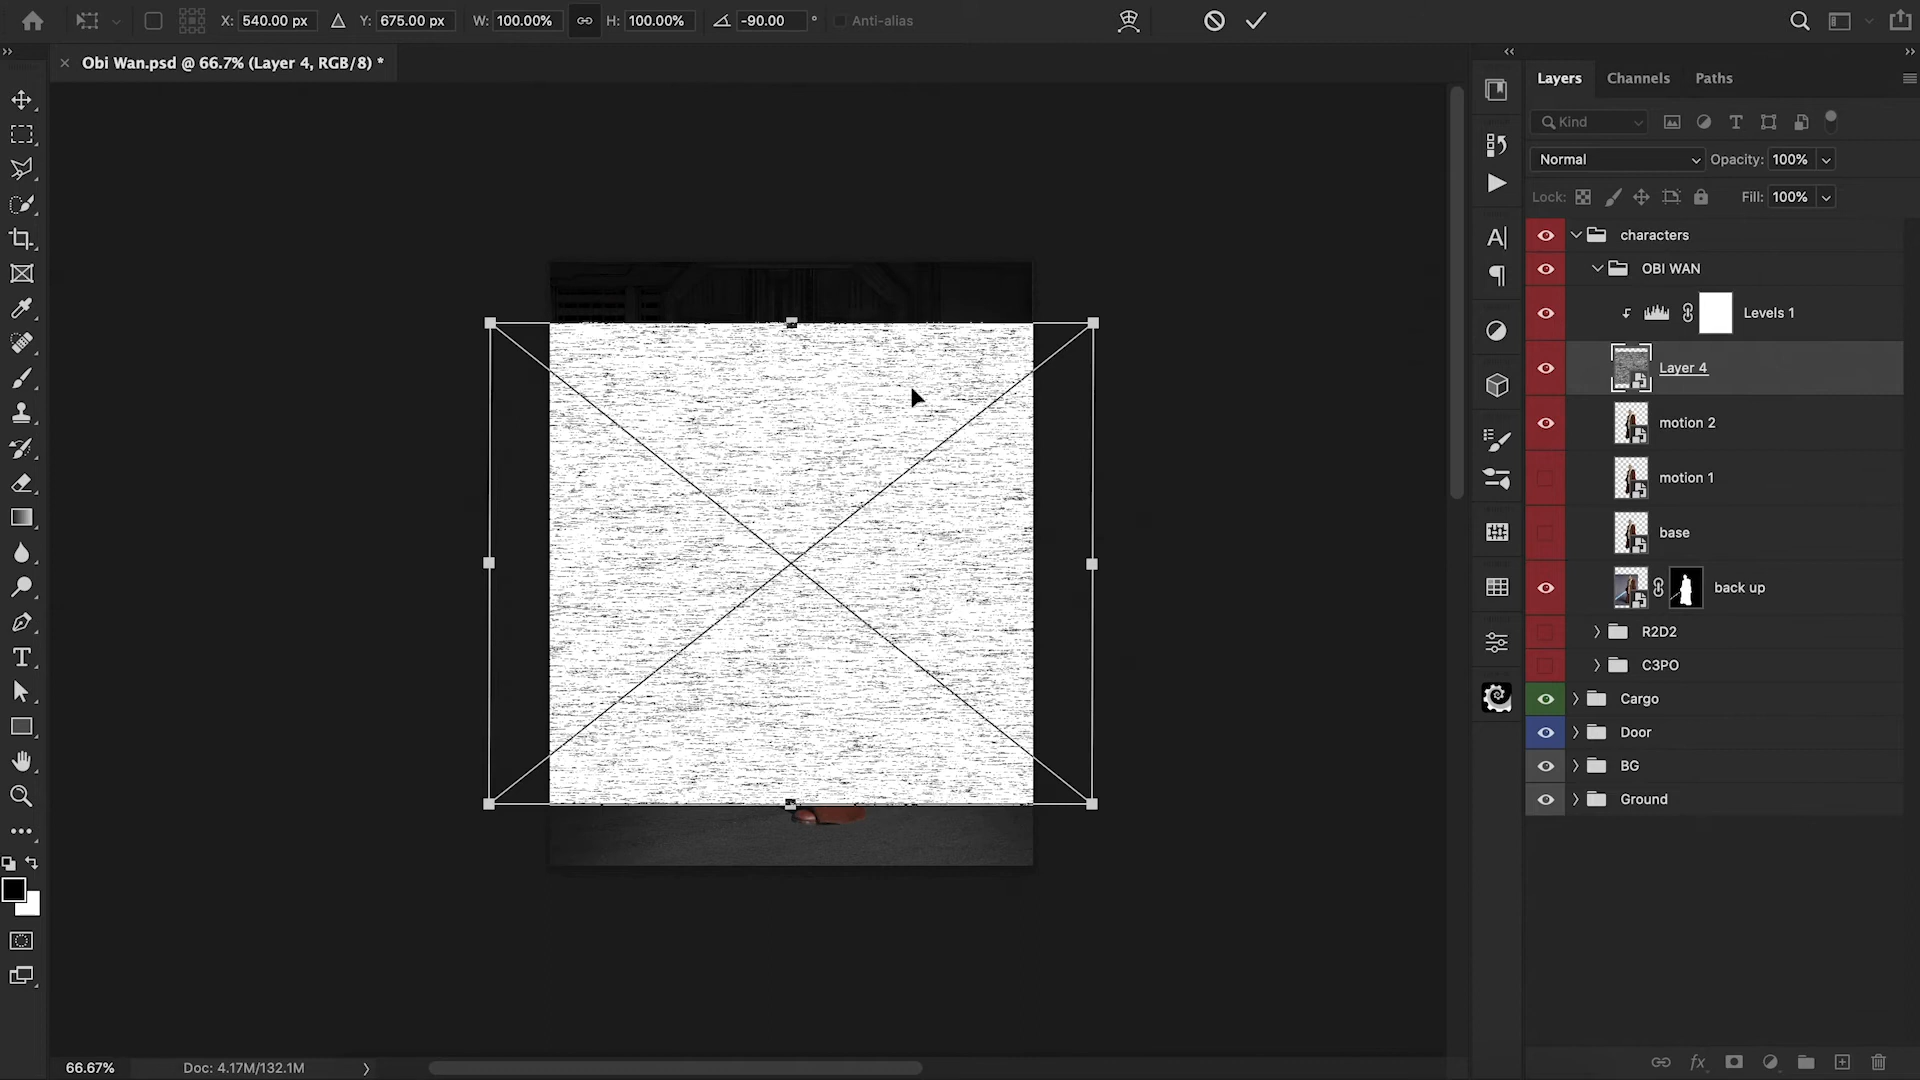 X: 540.00 px Y: 675.00 px W: 100.00% H: 100.00% -90.00 ° Anti-alias
Obi Wan.psd @ 66.7% (Layer 4, RGB/8) *
Layers Channels Paths
Kind
Normal Opacity: 100%
Lock: Fill: 100%
characters
OBI WAN
Levels 1
Layer 4
motion 2
motion 1
base
back up
R2D2
C3PO
Cargo
Door
BG
Ground
66.67% Doc: 4.17M/132.1M